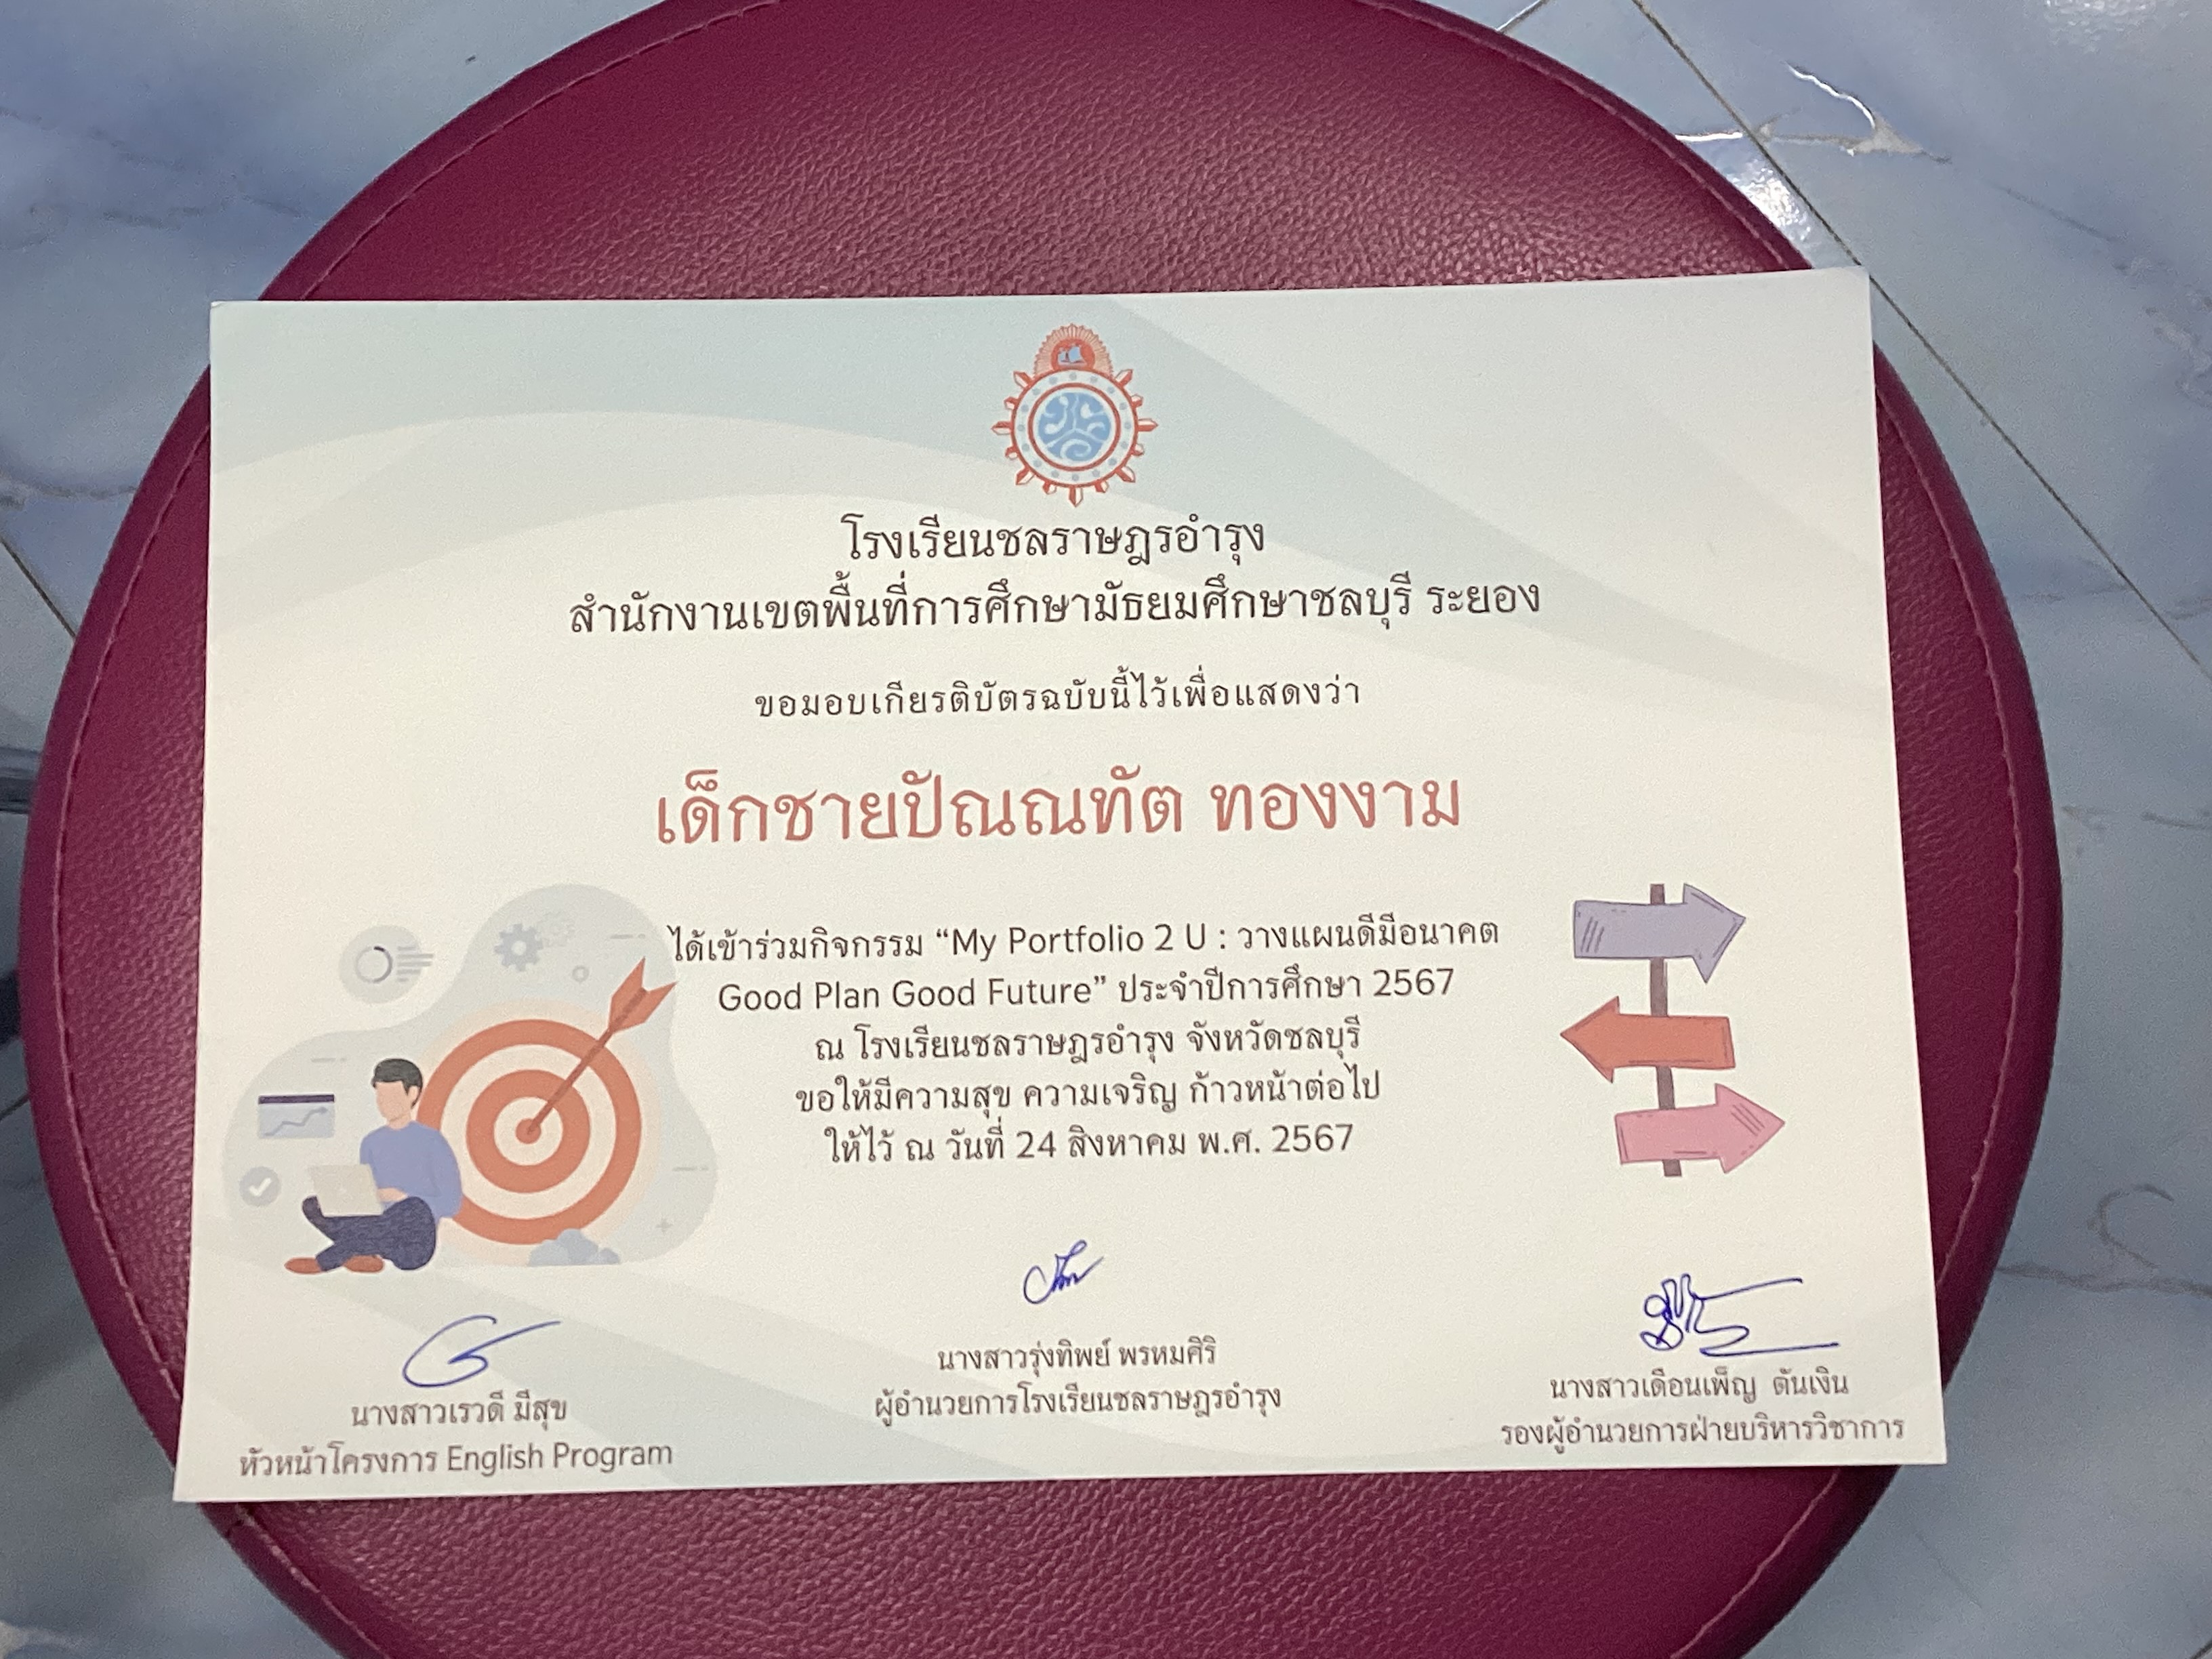 โรงเรียนชลราษฎรอำรุง
สำนักงานเขตพื้นที่การศึกษามัธยมศึกษาชลบุรี ระยอง
ขอมอบเกียรติบัตรฉบับนี้ไว้เพื่อแสดงว่า
เด็กชายปัณณทัต ทองงาม
ได้เข้าร่วมกิจกรรม “My Portfolio 2 U : วางแผนดีมีอนาคต
Good Plan Good Future” ประจำปีการศึกษา 2567
ณ โรงเรียนชลราษฎรอำรุง จังหวัดชลบุรี
ขอให้มีความสุข ความเจริญ ก้าวหน้าต่อไป
ให้ไว้ ณ วันที่ 24 สิงหาคม พ.ศ. 2567
นางสาวเรวดี มีสุข
หัวหน้าโครงการ English Program
นางสาวรุ่งทิพย์ พรหมศิริ
ผู้อำนวยการโรงเรียนชลราษฎรอำรุง
นางสาวเดือนเพ็ญ ตันเงิน
รองผู้อำนวยการฝ่ายบริหารวิชาการ